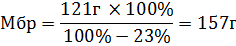 Мбр = 121г ×100% / 100% − 23% = 157г